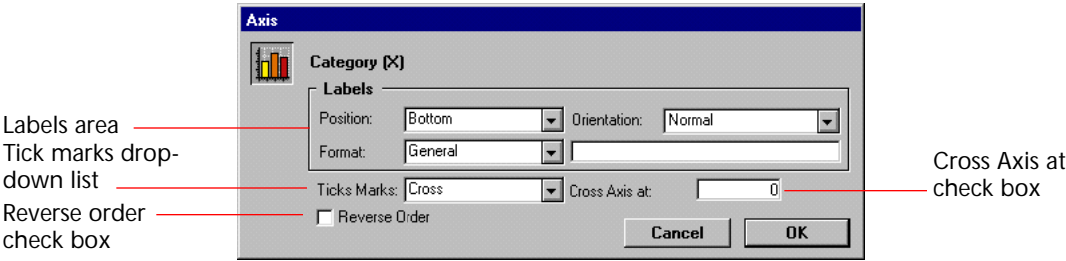 Axis
Category (X)
Labels
Position: Bottom Orientation: Normal
Format: General
Ticks Marks: Cross Cross Axis at: 0
Reverse Order
Cancel OK
Labels area
Tick marks drop-
down list
Reverse order
check box
Cross Axis at
check box